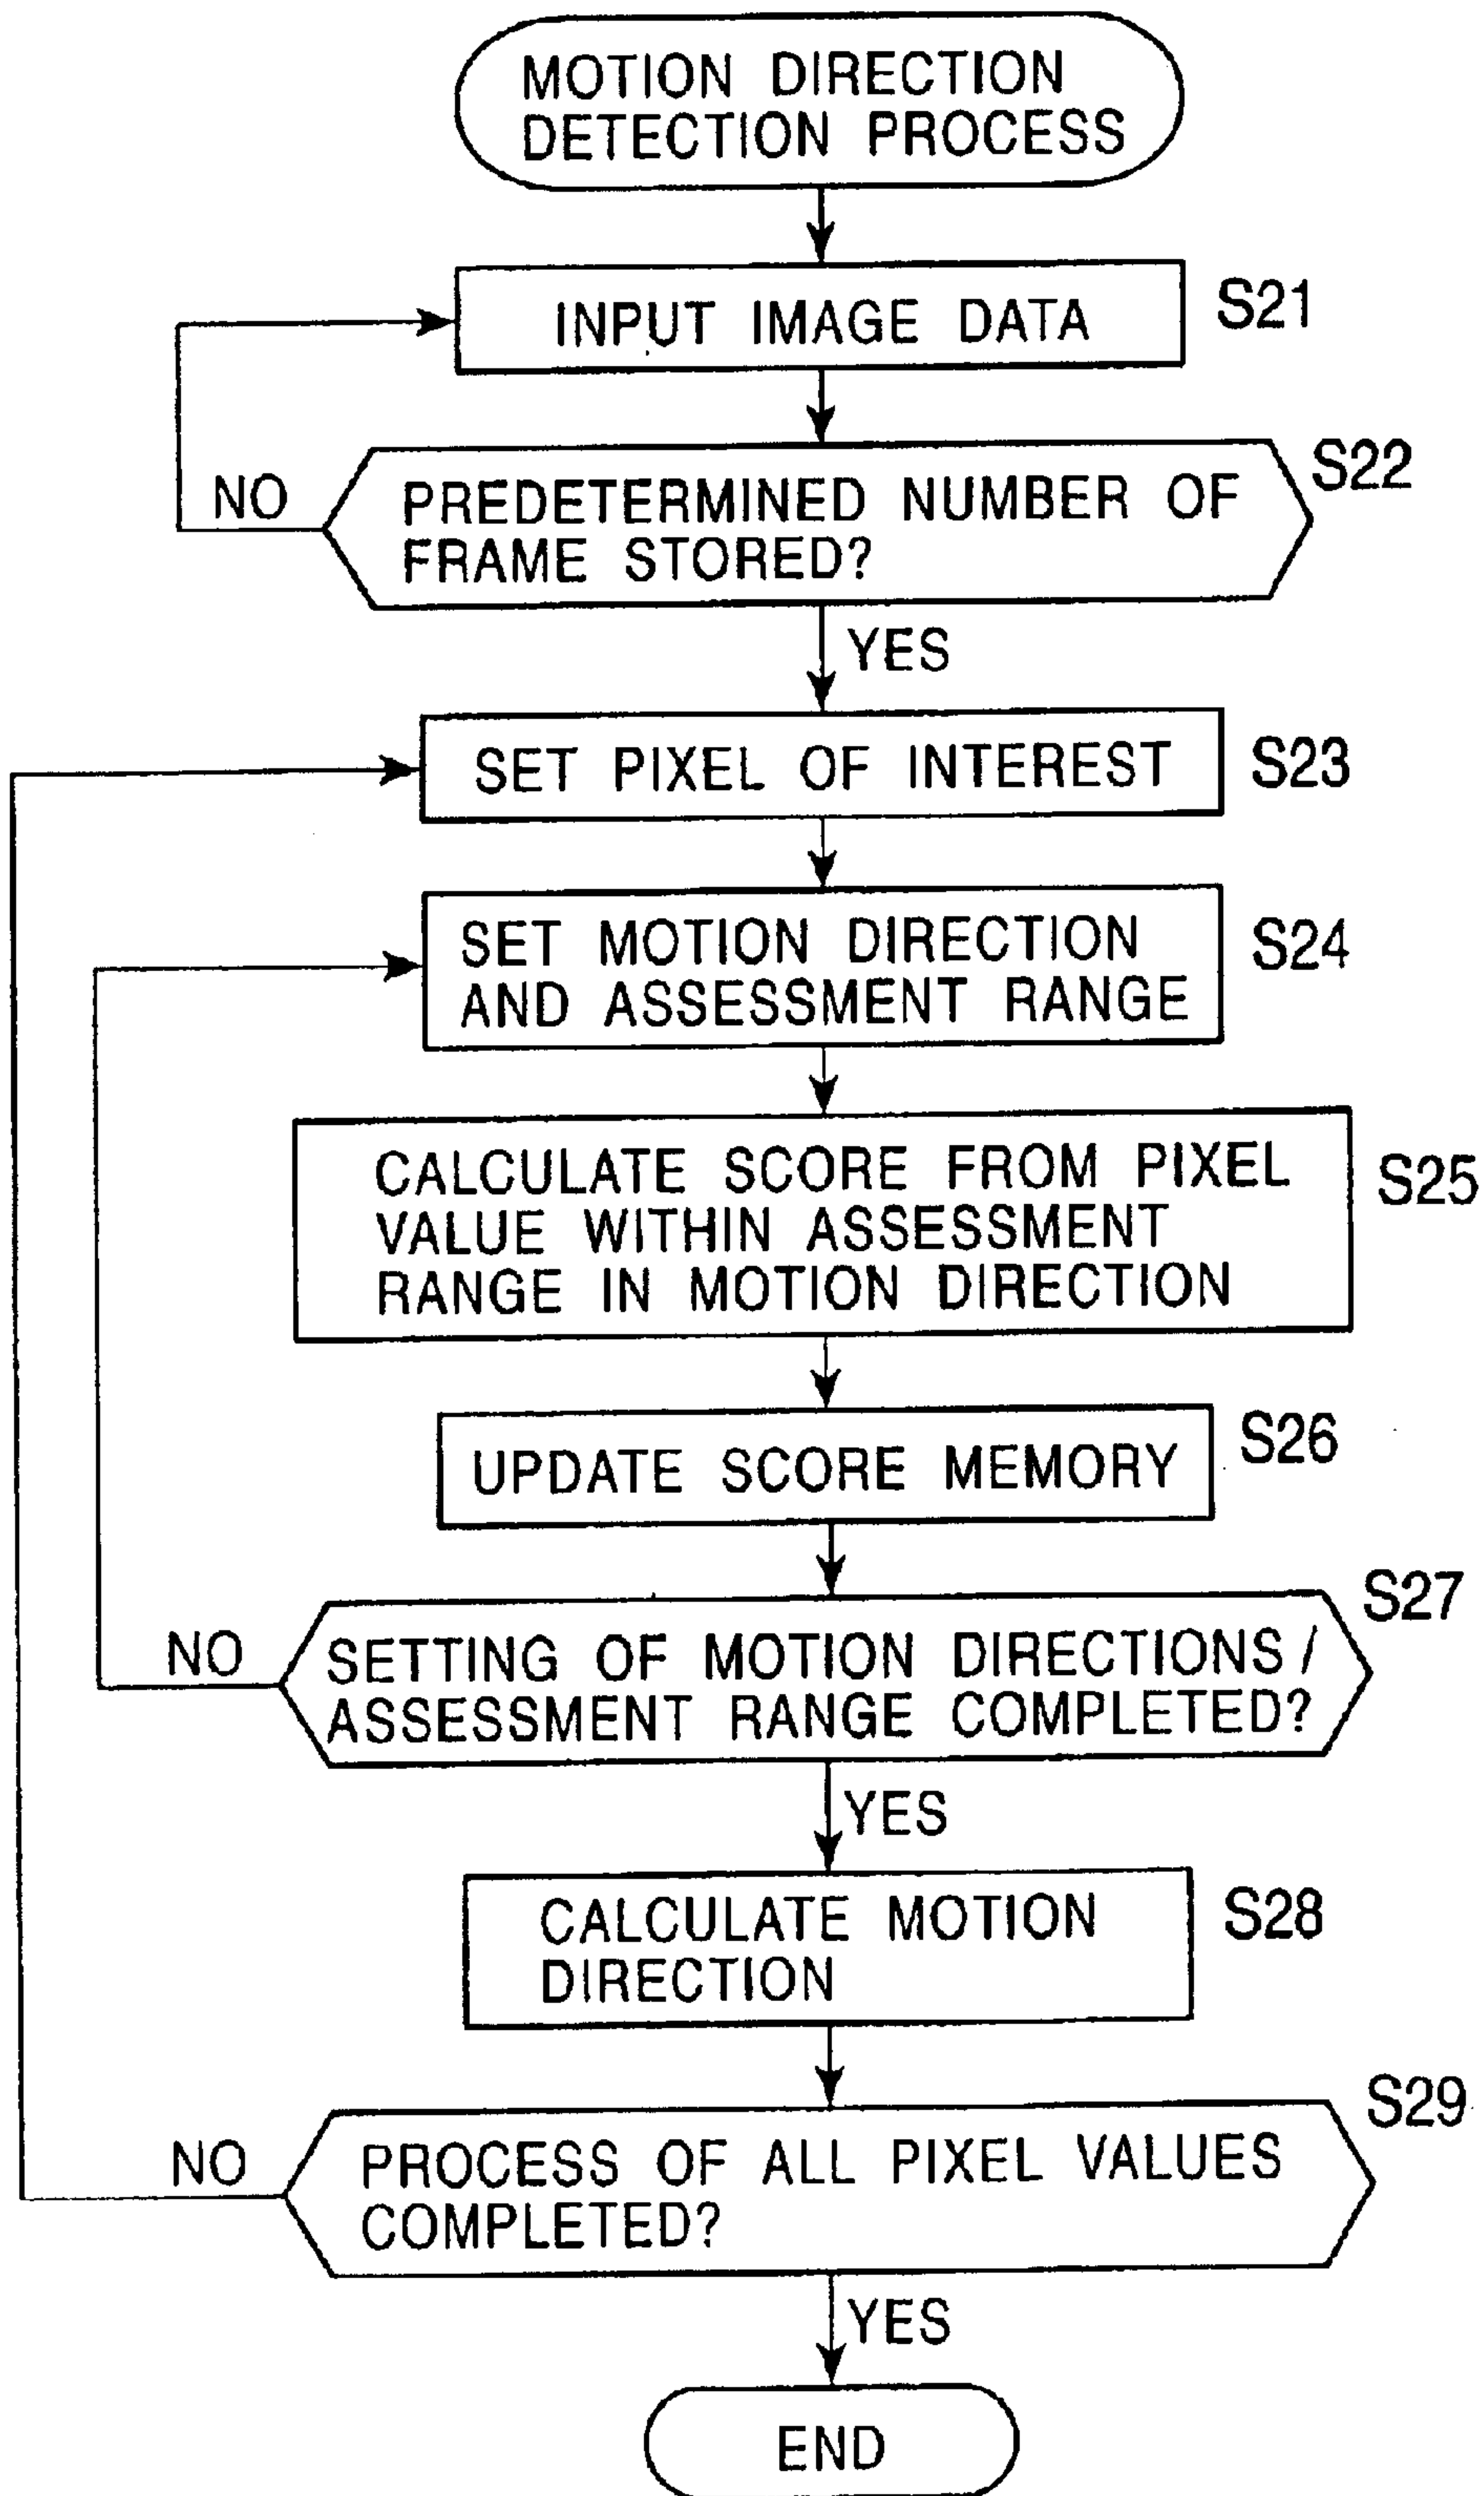 MOTION DIRECTION
DETECTION PROCESS
INPUT IMAGE DATA
S21
NO
PREDETERMINED NUMBER OF
FRAME STORED?
S22
YES
SET PIXEL OF INTEREST
S23
SET MOTION DIRECTION
AND ASSESSMENT RANGE
S24
CALCULATE SCORE FROM PIXEL
VALUE WITHIN ASSESSMENT
RANGE IN MOTION DIRECTION
S25
UPDATE SCORE MEMORY
S26
NO
SETTING OF MOTION DIRECTIONS /
ASSESSMENT RANGE COMPLETED?
S27
YES
CALCULATE MOTION
DIRECTION
S28
NO
PROCESS OF ALL PIXEL VALUES
COMPLETED?
S29
YES
END